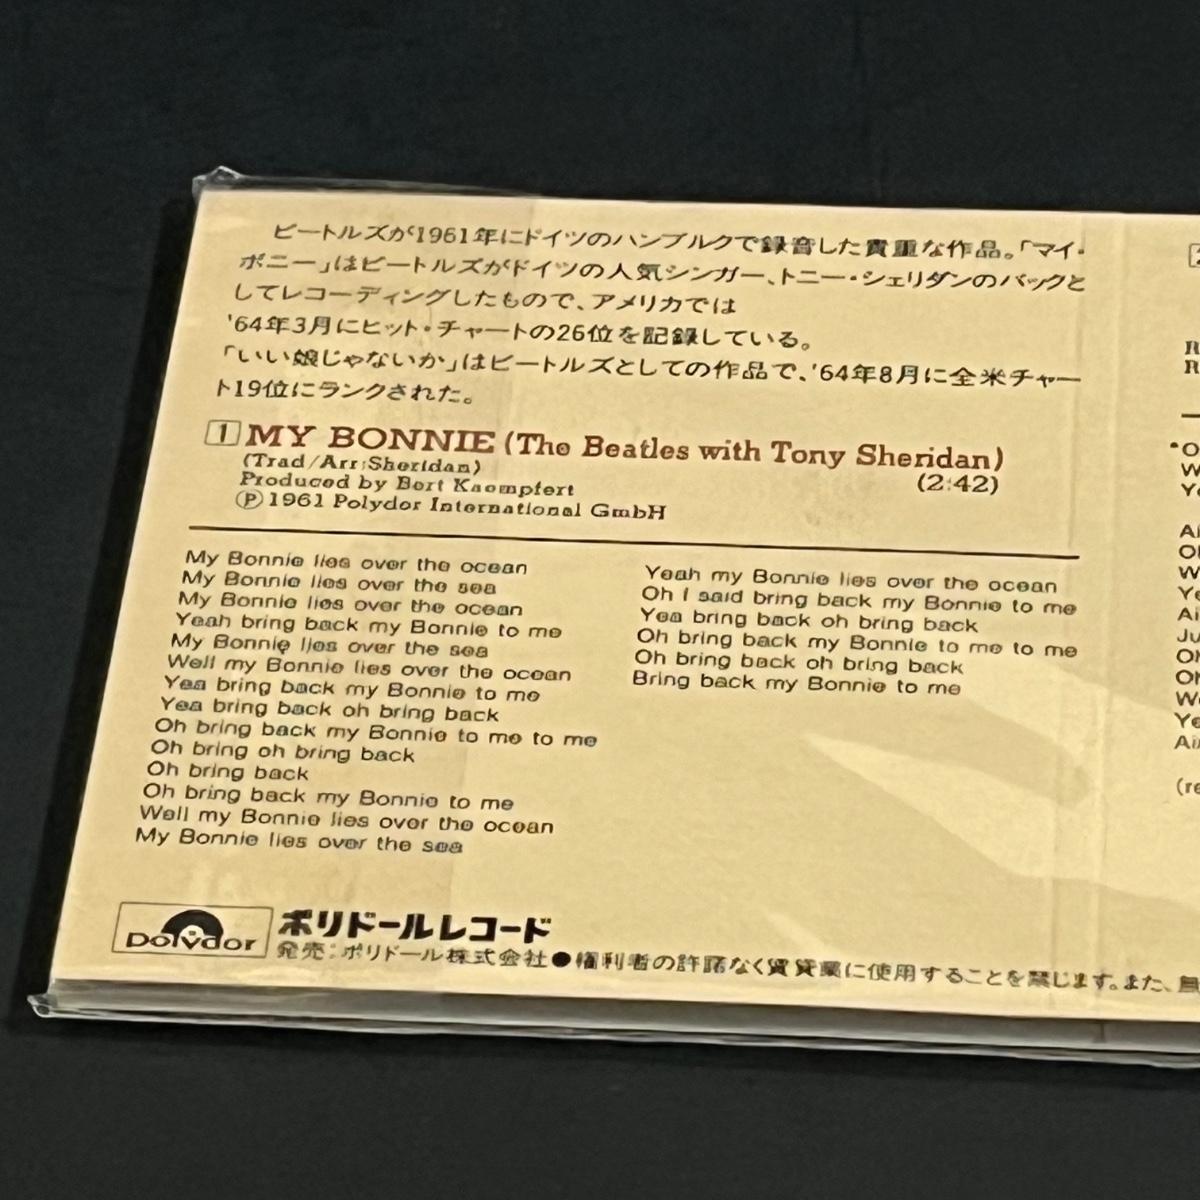 ビートルズが1961年にドイツのハンブルクで録音した貴重な作品。「マイ・
ボニー」はビートルズがドイツの人気シンガー、トニー・シェリダンのバックと
してレコーディングしたもので、アメリカでは
'64年3月にヒット・チャートの26位を記録している。
「いい娘じゃないか」はビートルズとしての作品で、'64年8月に全米チャー
ト19位にランクされた。
1 MY BONNIE (The Beatles with Tony Sheridan)
(Trad/Arr:Sheridan)
(2:42)
Produced by Bert Kaempfert
Ⓟ1961 Polydor International GmbH
My Bonnie lies over the ocean
My Bonnie lies over the sea
My Bonnie lies over the ocean
Yeah bring back my Bonnie to me
My Bonnie lies over the sea
Well my Bonnie lies over the ocean
Yea bring back my Bonnie to me
Yea bring back oh bring back
Oh bring back my Bonnie to me to me
Oh bring oh bring back
Oh bring back
Oh bring back my Bonnie to me
Well my Bonnie lies over the ocean
My Bonnie lies over the sea
Yeah my Bonnie lies over the ocean
Oh I said bring back my Bonnie to me
Yea bring back oh bring back
Oh bring back my Bonnie to me to me
Oh bring back oh bring back
Bring back my Bonnie to me
Polydor
ポリドールレコード
発売：ポリドール株式会社●権利者の許諾なく賃貸業に使用することを禁じます。また、無
(re